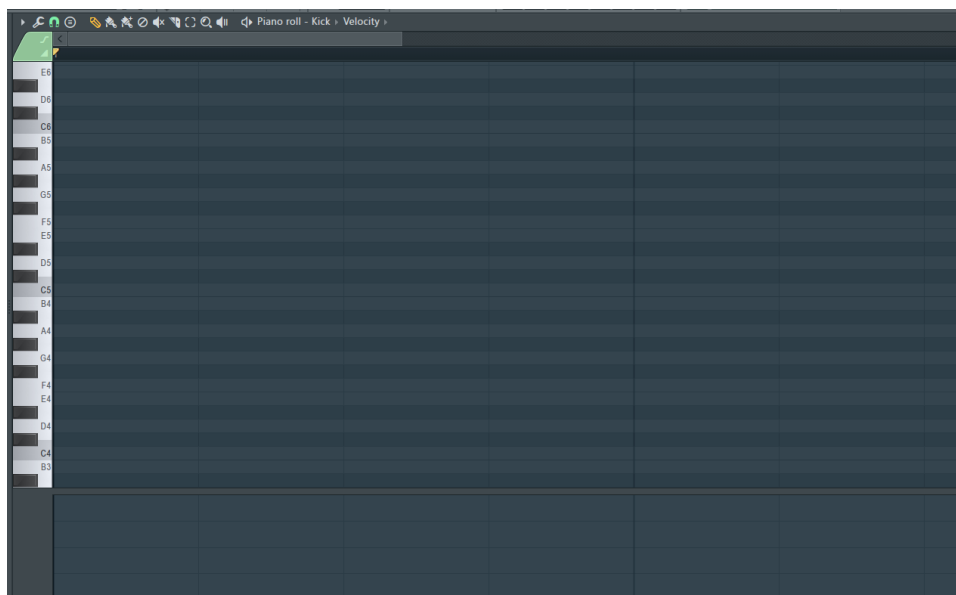 Piano roll - Kick › Velocity ›
E6
D6
C6
B5
A5
G5
F5
E5
D5
C5
B4
A4
G4
F4
E4
D4
C4
B3